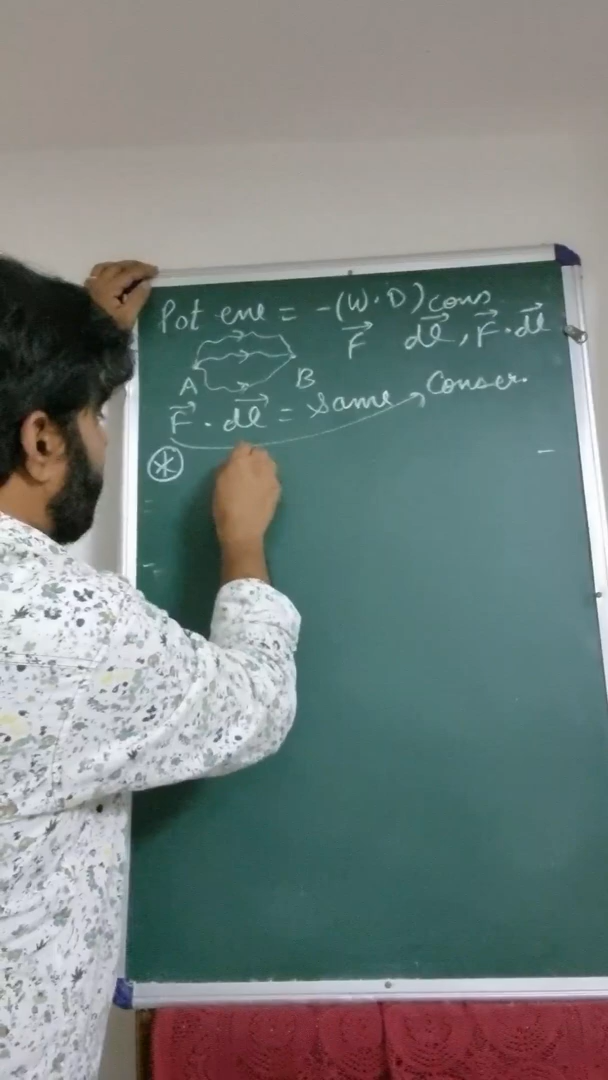 Pot ene = -(W.D)cons
F⃗ dl⃗, F⃗ . dl⃗
A B
F⃗ . dl⃗ = same → Conser.
*